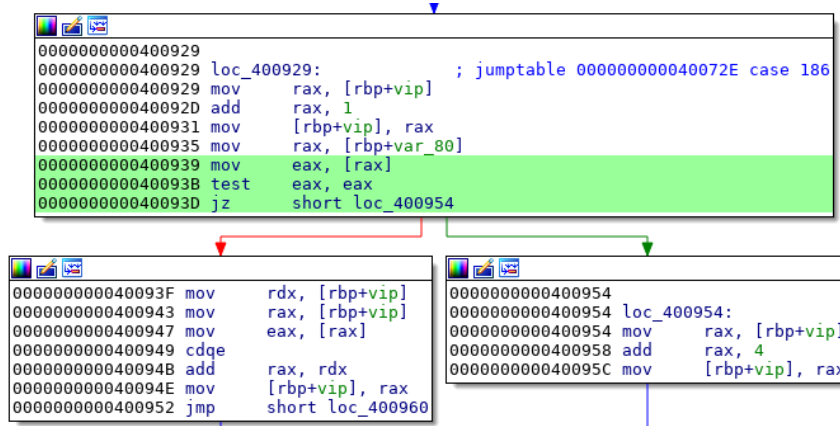 0000000000400929
0000000000400929 loc_400929: ; jumptable 000000000040072E case 186
0000000000400929 mov rax, [rbp+vip]
000000000040092D add rax, 1
0000000000400931 mov [rbp+vip], rax
0000000000400935 mov rax, [rbp+var_80]
0000000000400939 mov eax, [rax]
000000000040093B test eax, eax
000000000040093D jz short loc_400954
000000000040093F mov rdx, [rbp+vip]
0000000000400943 mov rax, [rbp+vip]
0000000000400947 mov eax, [rax]
0000000000400949 cdqe
000000000040094B add rax, rdx
000000000040094E mov [rbp+vip], rax
0000000000400952 jmp short loc_400960
0000000000400954
0000000000400954 loc_400954:
0000000000400954 mov rax, [rbp+vip]
0000000000400958 add rax, 4
000000000040095C mov [rbp+vip], rax